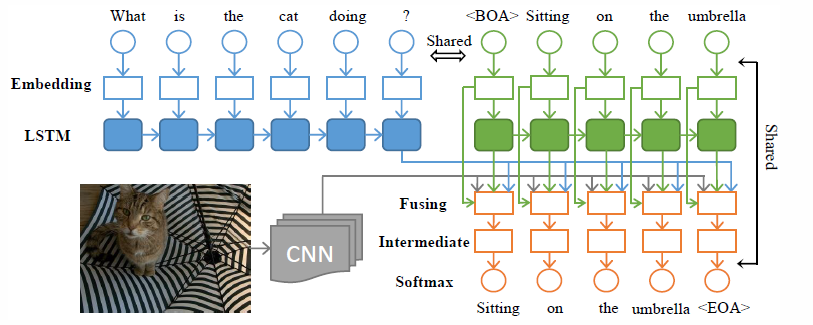 What is the cat doing ? <BOA> Sitting on the umbrella
Shared
Embedding
LSTM
Shared
Fusing
Intermediate
CNN
Softmax
Sitting on the umbrella <EOA>